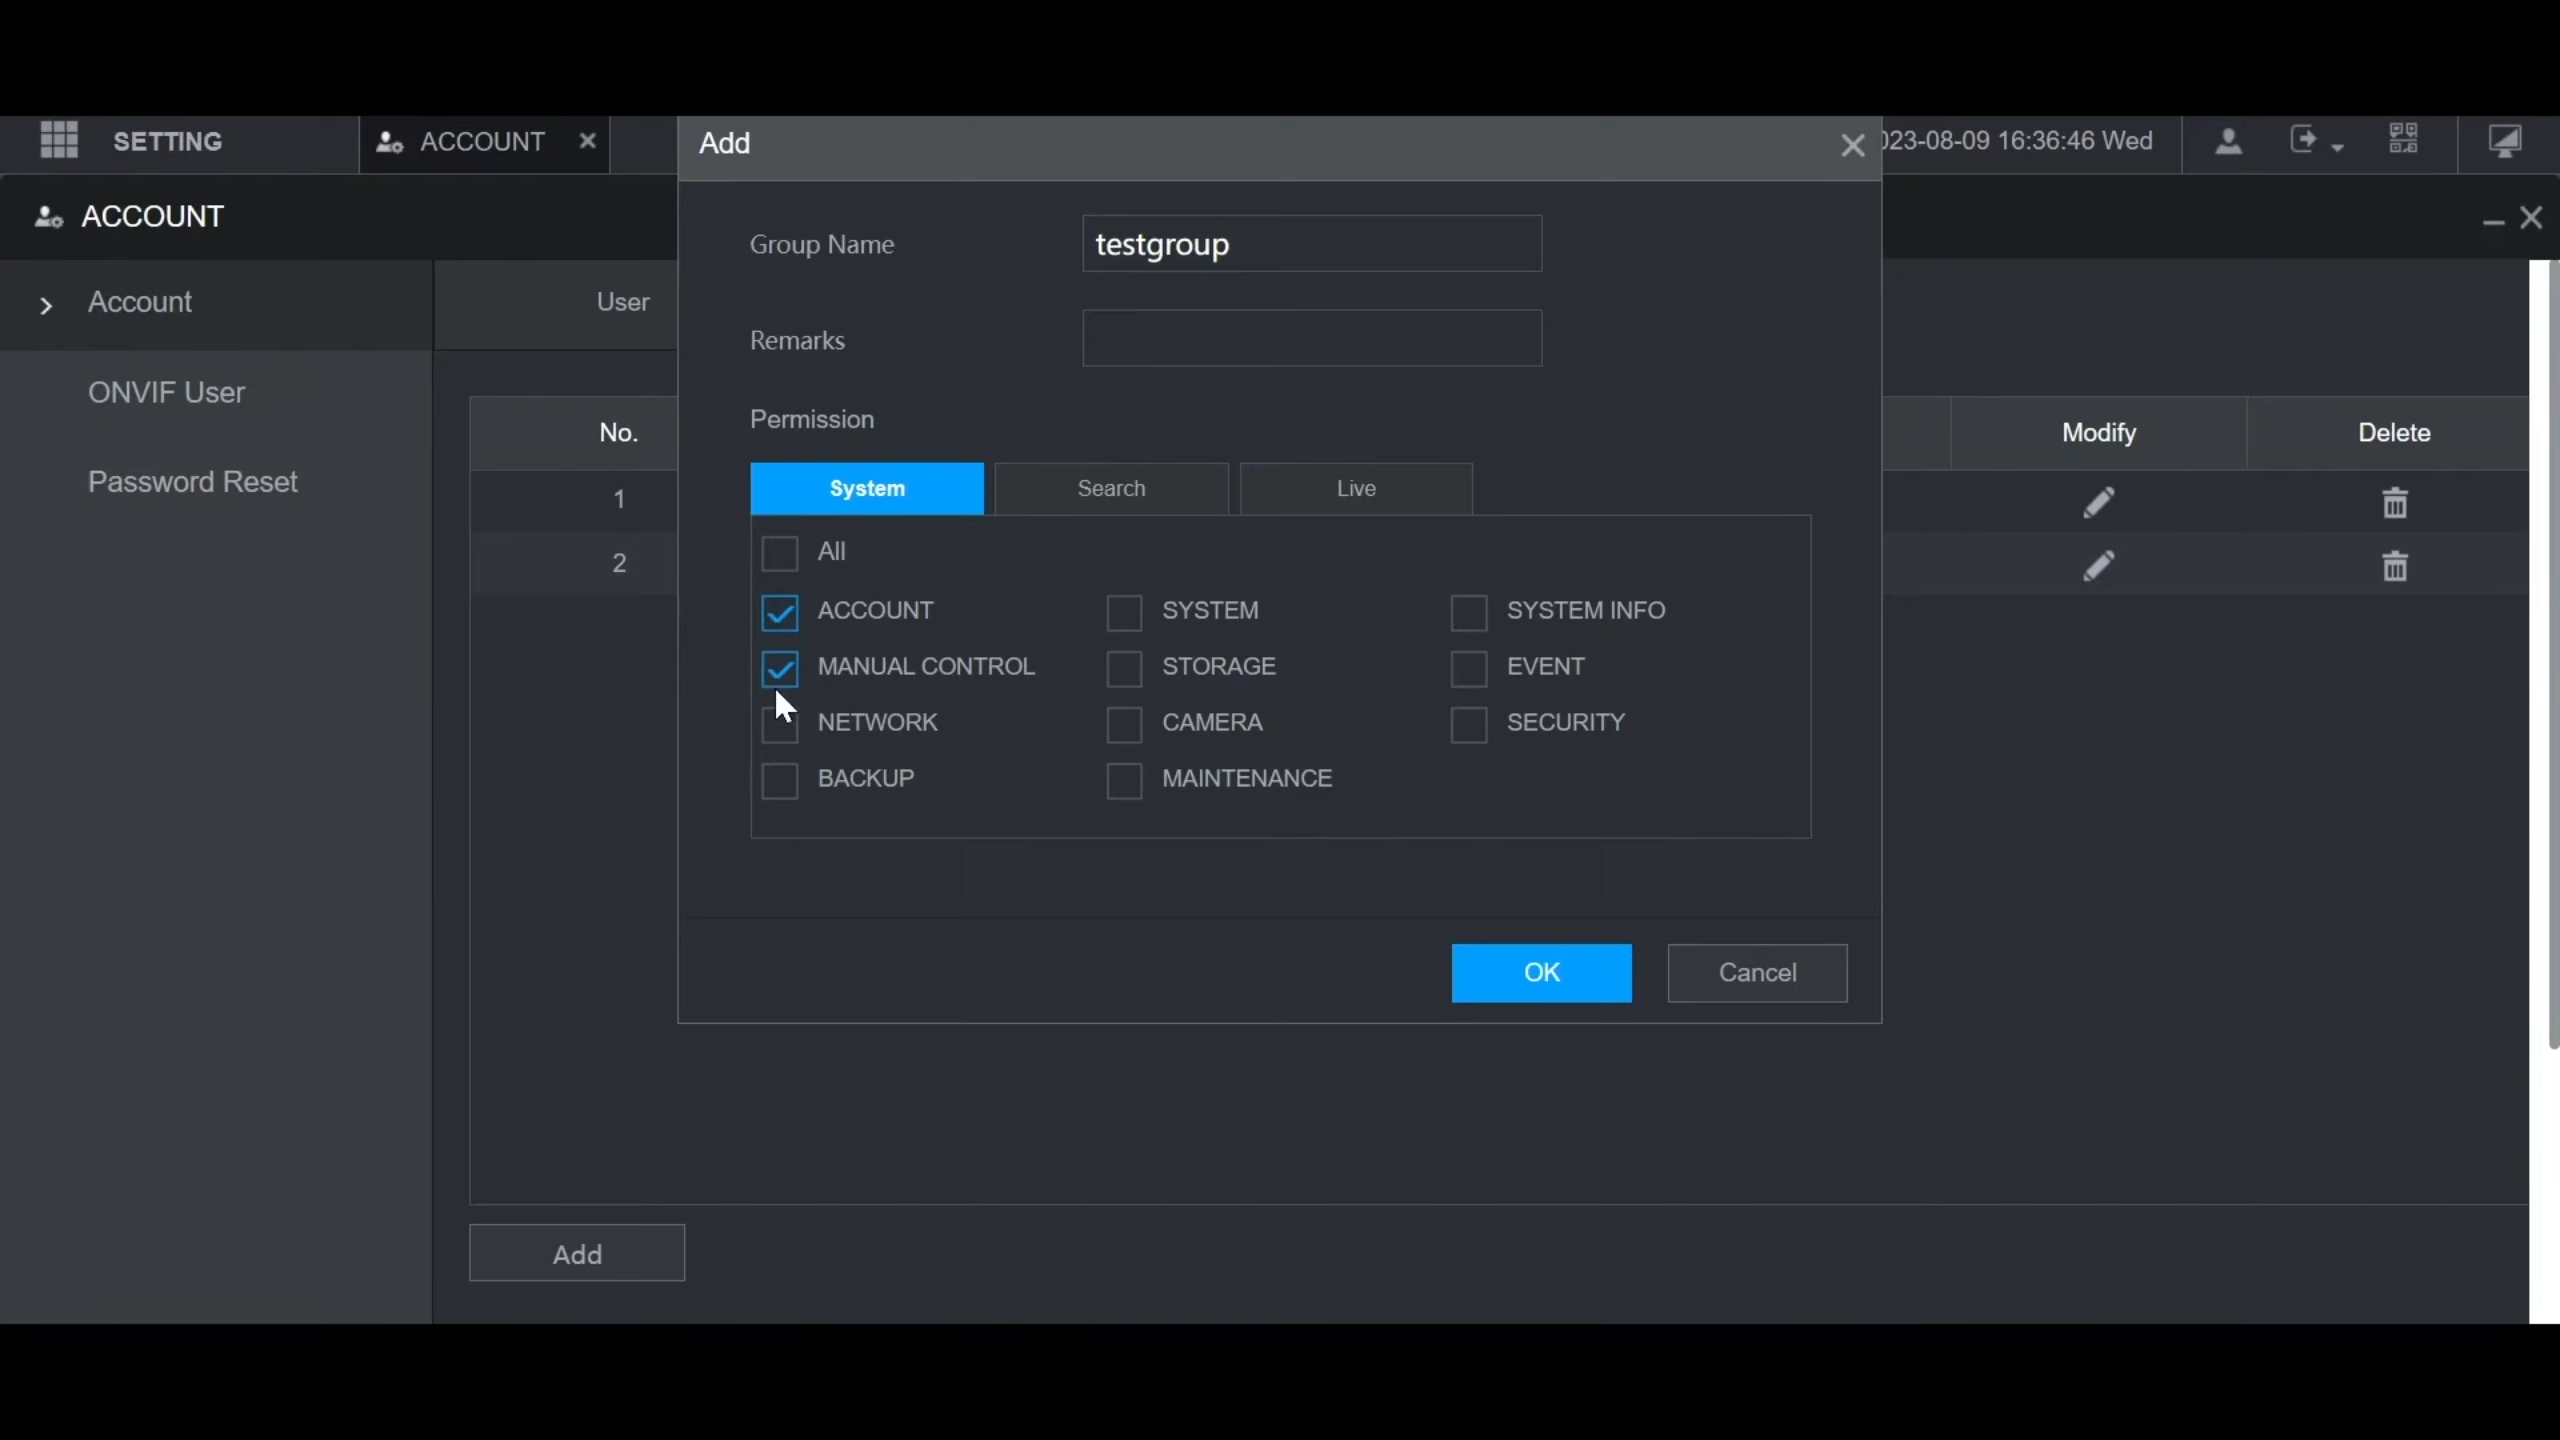 SETTING
ACCOUNT
Add
023-08-09 16:36:46 Wed
ACCOUNT
Account
ONVIF User
Password Reset
User
No.
1
2
Group Name
testgroup
Remarks
Permission
System
Search
Live
All
ACCOUNT
SYSTEM
SYSTEM INFO
MANUAL CONTROL
STORAGE
EVENT
NETWORK
CAMERA
SECURITY
BACKUP
MAINTENANCE
OK
Cancel
Modify
Delete
Add